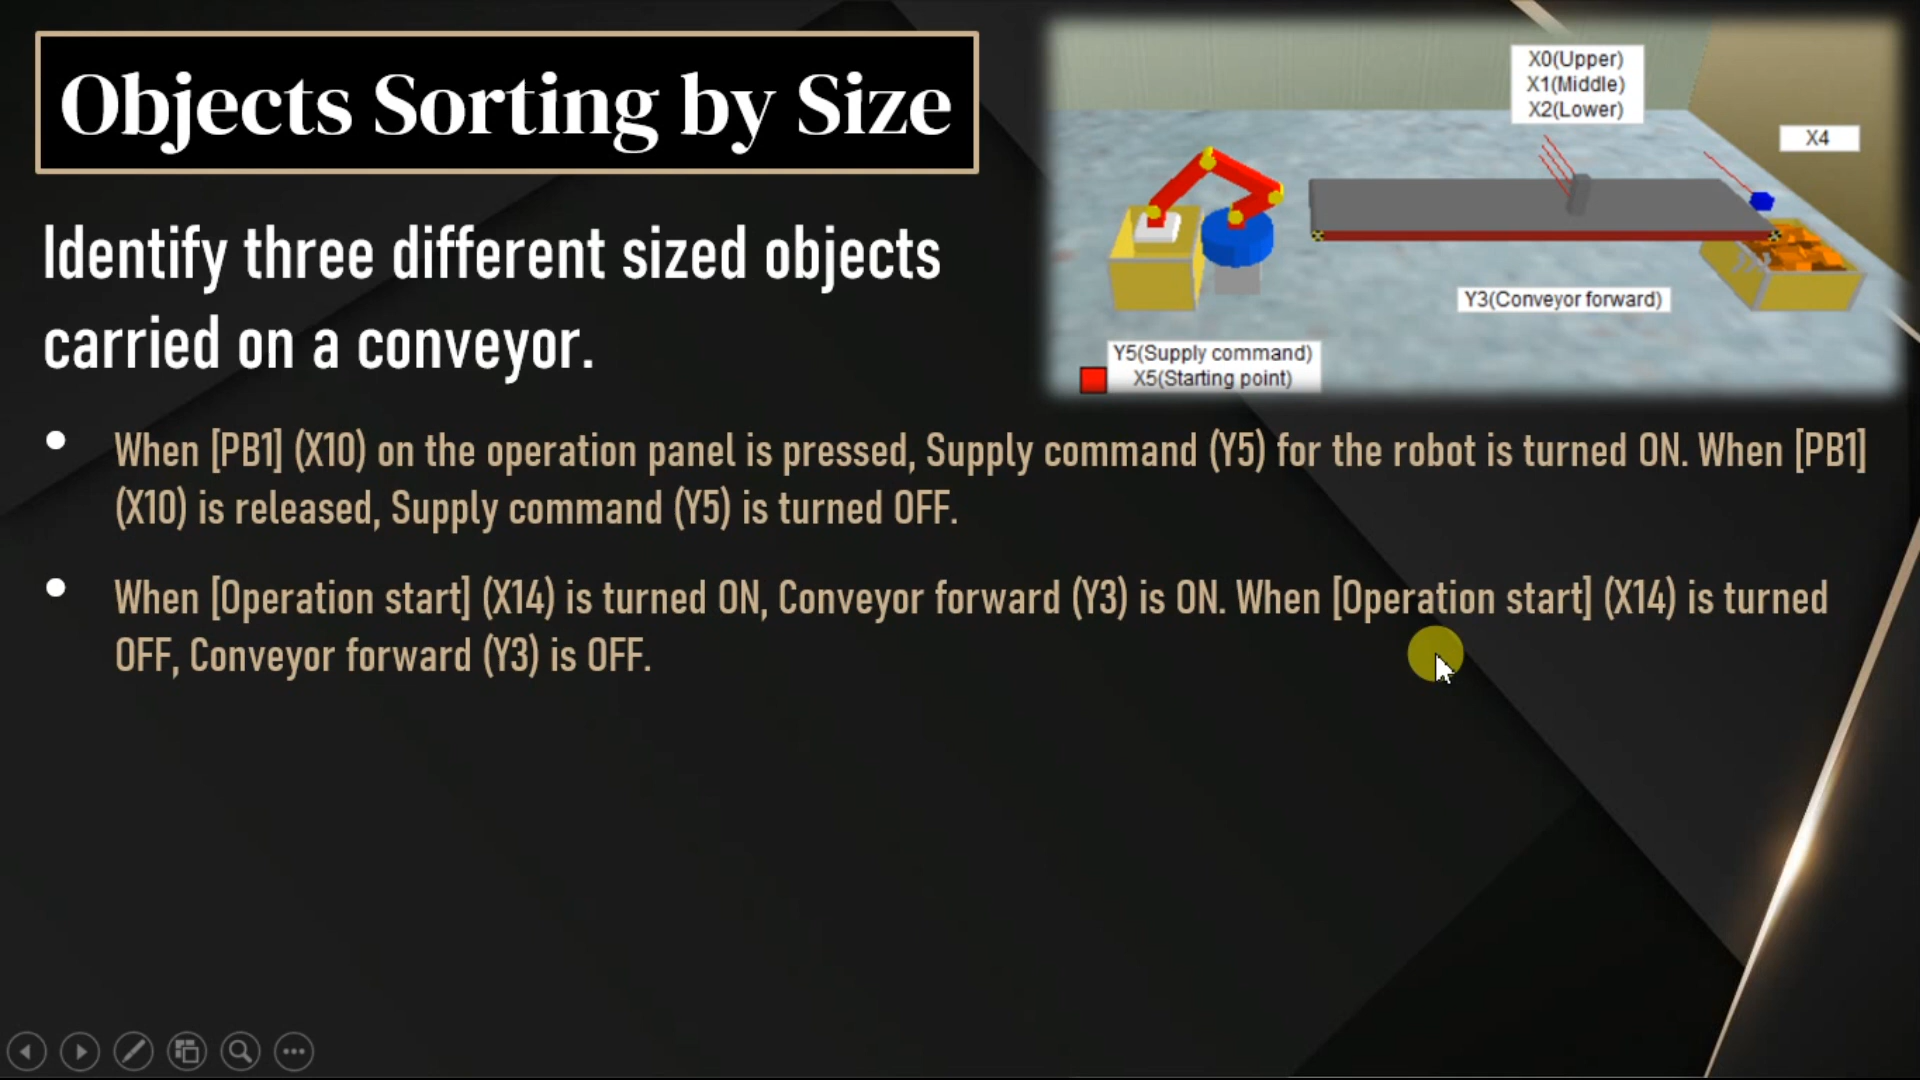 Objects Sorting by Size
Identify three different sized objects
carried on a conveyor.
X0(Upper)
X1(Middle)
X2(Lower)
X4
Y3(Conveyor forward)
Y5(Supply command)
X5(Starting point)
• When [PB1] (X10) on the operation panel is pressed, Supply command (Y5) for the robot is turned ON. When [PB1]
(X10) is released, Supply command (Y5) is turned OFF.
• When [Operation start] (X14) is turned ON, Conveyor forward (Y3) is ON. When [Operation start] (X14) is turned
OFF, Conveyor forward (Y3) is OFF.